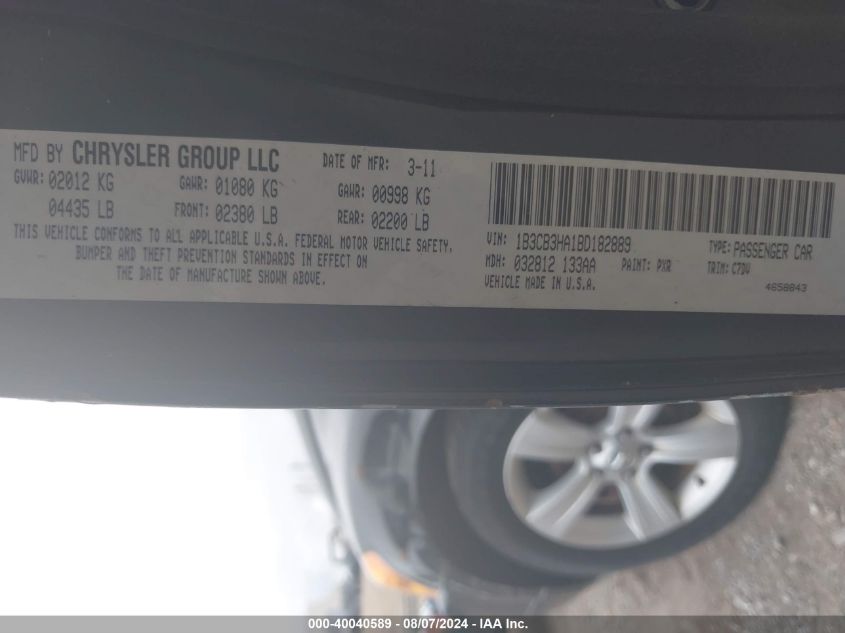 MFD BY CHRYSLER GROUP LLC
DATE OF MFR: 3-11
GVWR: 02012 KG
GAWR: 01080 KG
GAWR: 00998 KG
04435 LB
FRONT: 02380 LB
REAR: 02200 LB
THIS VEHICLE CONFORMS TO ALL APPLICABLE U.S.A. FEDERAL MOTOR VEHICLE SAFETY,
BUMPER AND THEFT PREVENTION STANDARDS IN EFFECT ON
THE DATE OF MANUFACTURE SHOWN ABOVE.
VIN: 1B3CB3HA1BD182889
TYPE: PASSENGER CAR
MDH: 032812 133AA
PAINT: PXR
TRIM: C7DV
VEHICLE MADE IN U.S.A.
4658843
000-40040589 - 08/07/2024 - IAAI.com